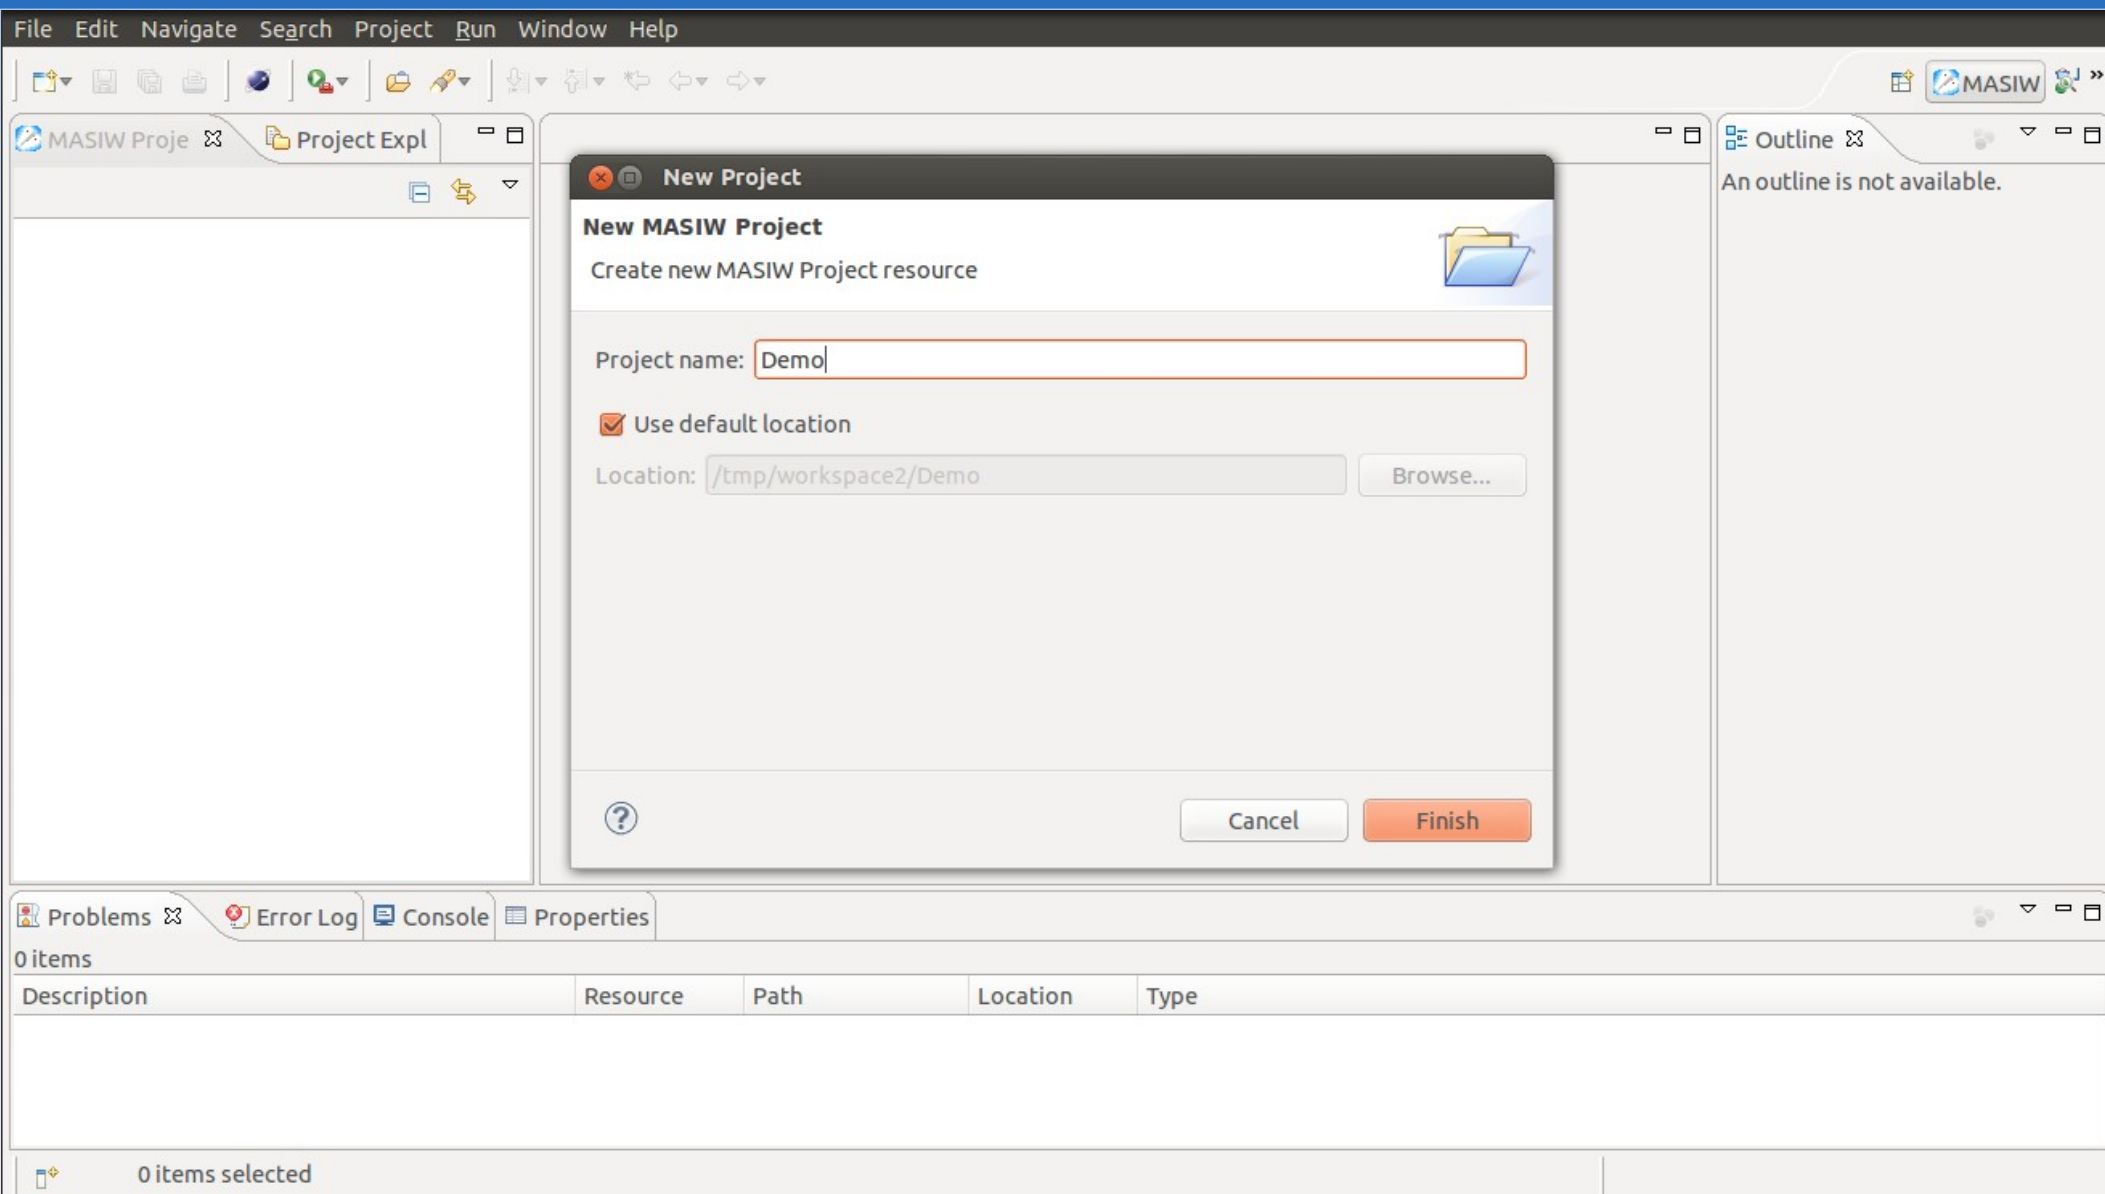 File Edit Navigate Search Project Run Window Help
MASIW
MASIW Proje Project Expl
Outline
An outline is not available.
New Project
New MASIW Project
Create new MASIW Project resource
Project name: Demo
Use default location
Location: /tmp/workspace2/Demo Browse...
? Cancel Finish
Problems Error Log Console Properties
0 items
Description Resource Path Location Type
0 items selected